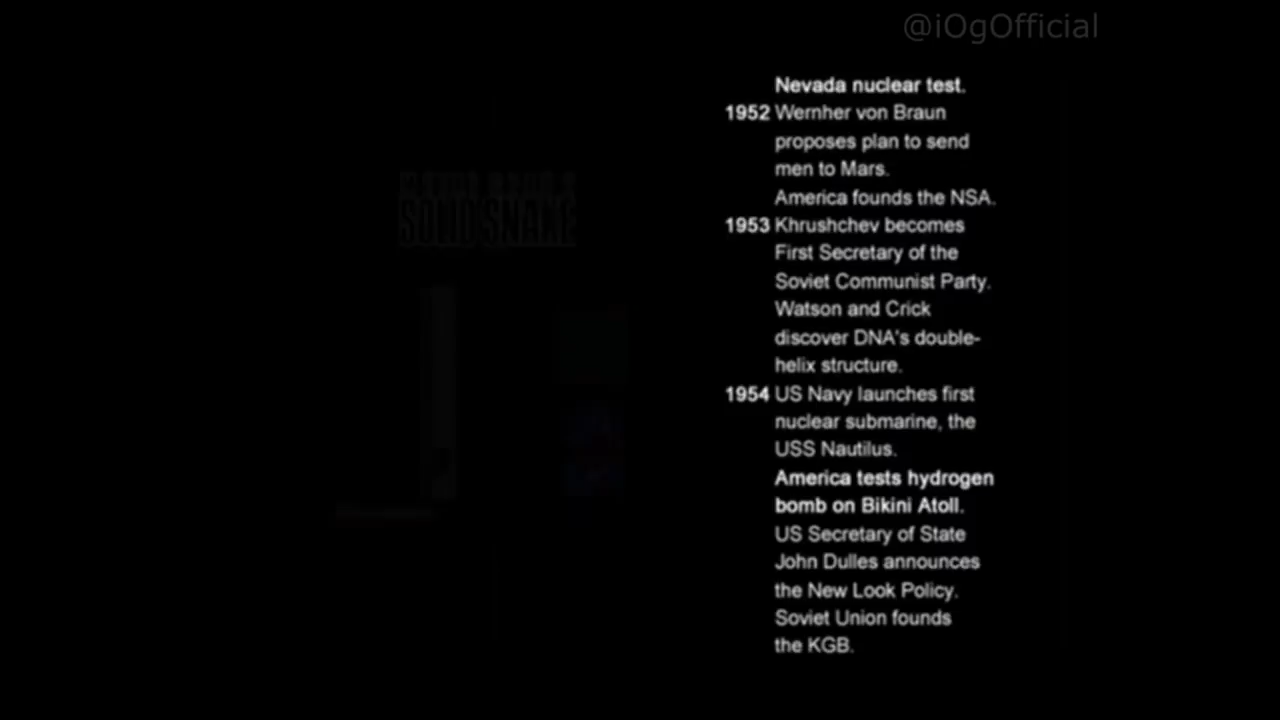 @iOgOfficial
Nevada nuclear test.
1952 Wernher von Braun
proposes plan to send
men to Mars.
America founds the NSA.
1953 Khrushchev becomes
First Secretary of the
Soviet Communist Party.
Watson and Crick
discover DNA's double-
helix structure.
1954 US Navy launches first
nuclear submarine, the
USS Nautilus.
America tests hydrogen
bomb on Bikini Atoll.
US Secretary of State
John Dulles announces
the New Look Policy.
Soviet Union founds
the KGB.
SOLID SNAKE